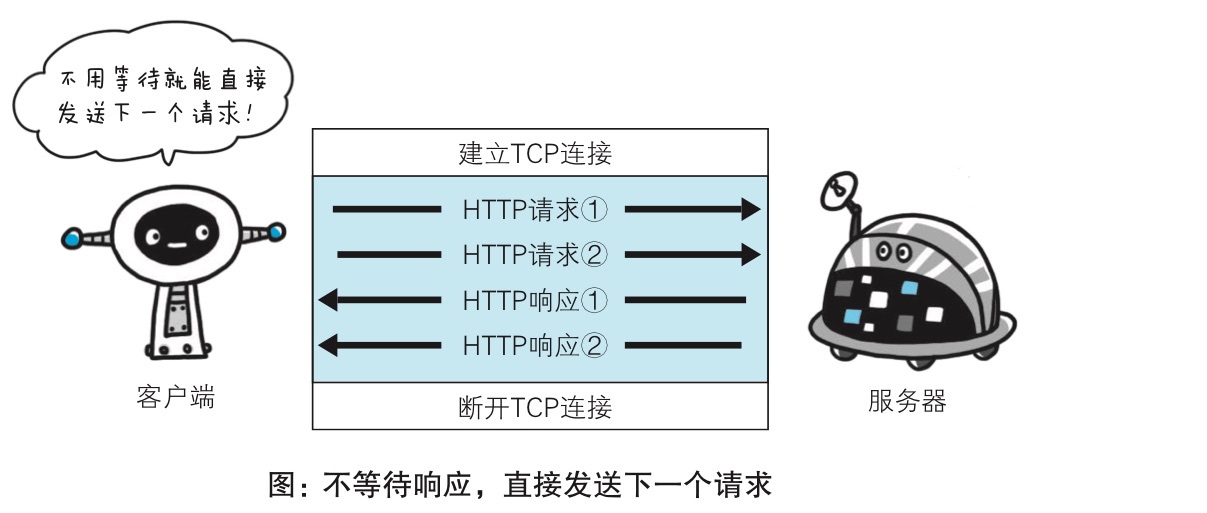 不用等待就能直接
发送下一个请求!
建立TCP连接
HTTP请求①
HTTP请求②
HTTP响应①
HTTP响应②
断开TCP连接
客户端
服务器
图：不等待响应，直接发送下一个请求